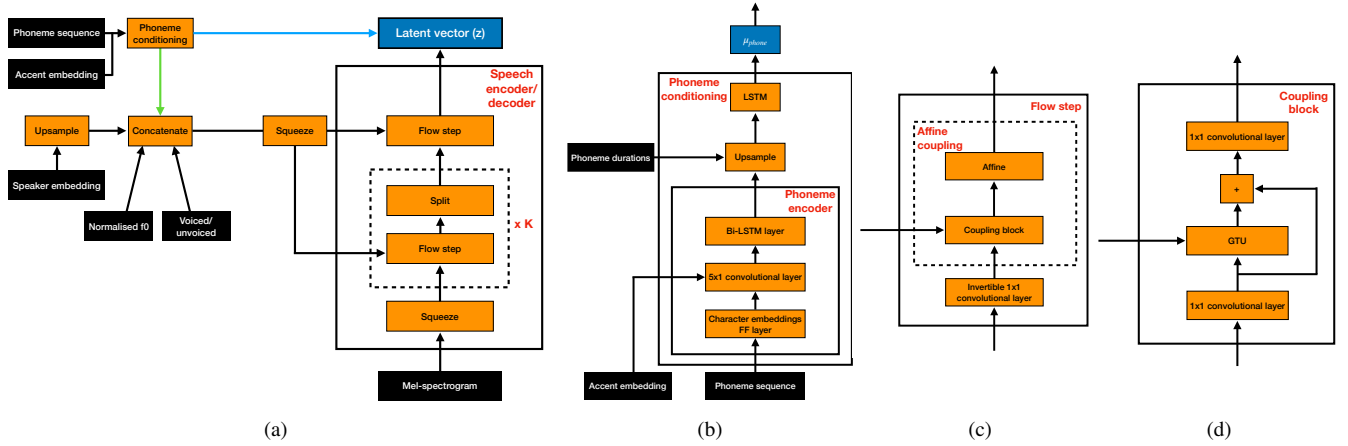 Phoneme sequence
Phoneme
conditioning
Latent vector (z)
Accent embedding
Speech
encoder/
decoder
Upsample
Concatenate
Squeeze
Flow step
Speaker embedding
Split
x K
Normalised f0
Voiced/
unvoiced
Flow step
Squeeze
Mel-spectrogram
(a)
μphone
Phoneme
conditioning
LSTM
Phoneme durations
Upsample
Phoneme
encoder
Bi-LSTM layer
5x1 convolutional layer
Character embeddings
FF layer
Accent embedding
Phoneme sequence
(b)
Flow step
Affine
coupling
Affine
Coupling block
Invertible 1x1
convolutional layer
(c)
Coupling
block
1x1 convolutional layer
+
GTU
1x1 convolutional layer
(d)